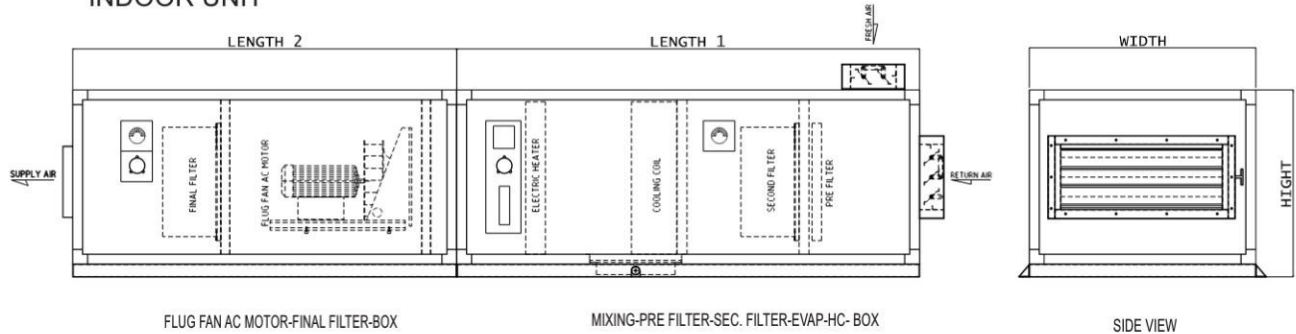 INDOOR UNIT
LENGTH 2
LENGTH 1
FRESH AIR
WIDTH
SUPPLY AIR
FINAL FILTER
FLUG FAN AC MOTOR
ELECTRIC HEATER
COOLING COIL
SECOND FILTER
PRE FILTER
RETURN AIR
HIGHT
FLUG FAN AC MOTOR-FINAL FILTER-BOX
MIXING-PRE FILTER-SEC. FILTER-EVAP-HC- BOX
SIDE VIEW